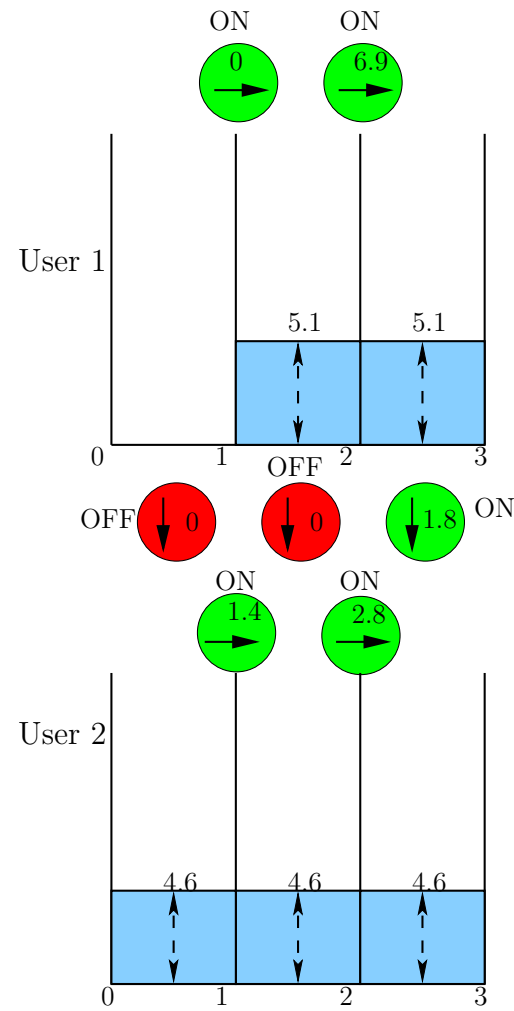 ON ON
0 6.9
User 1
5.1 5.1
0 1 2 3
OFF
OFF 0 0 1.8 ON
ON ON
1.4 2.8
User 2
4.6 4.6 4.6
0 1 2 3